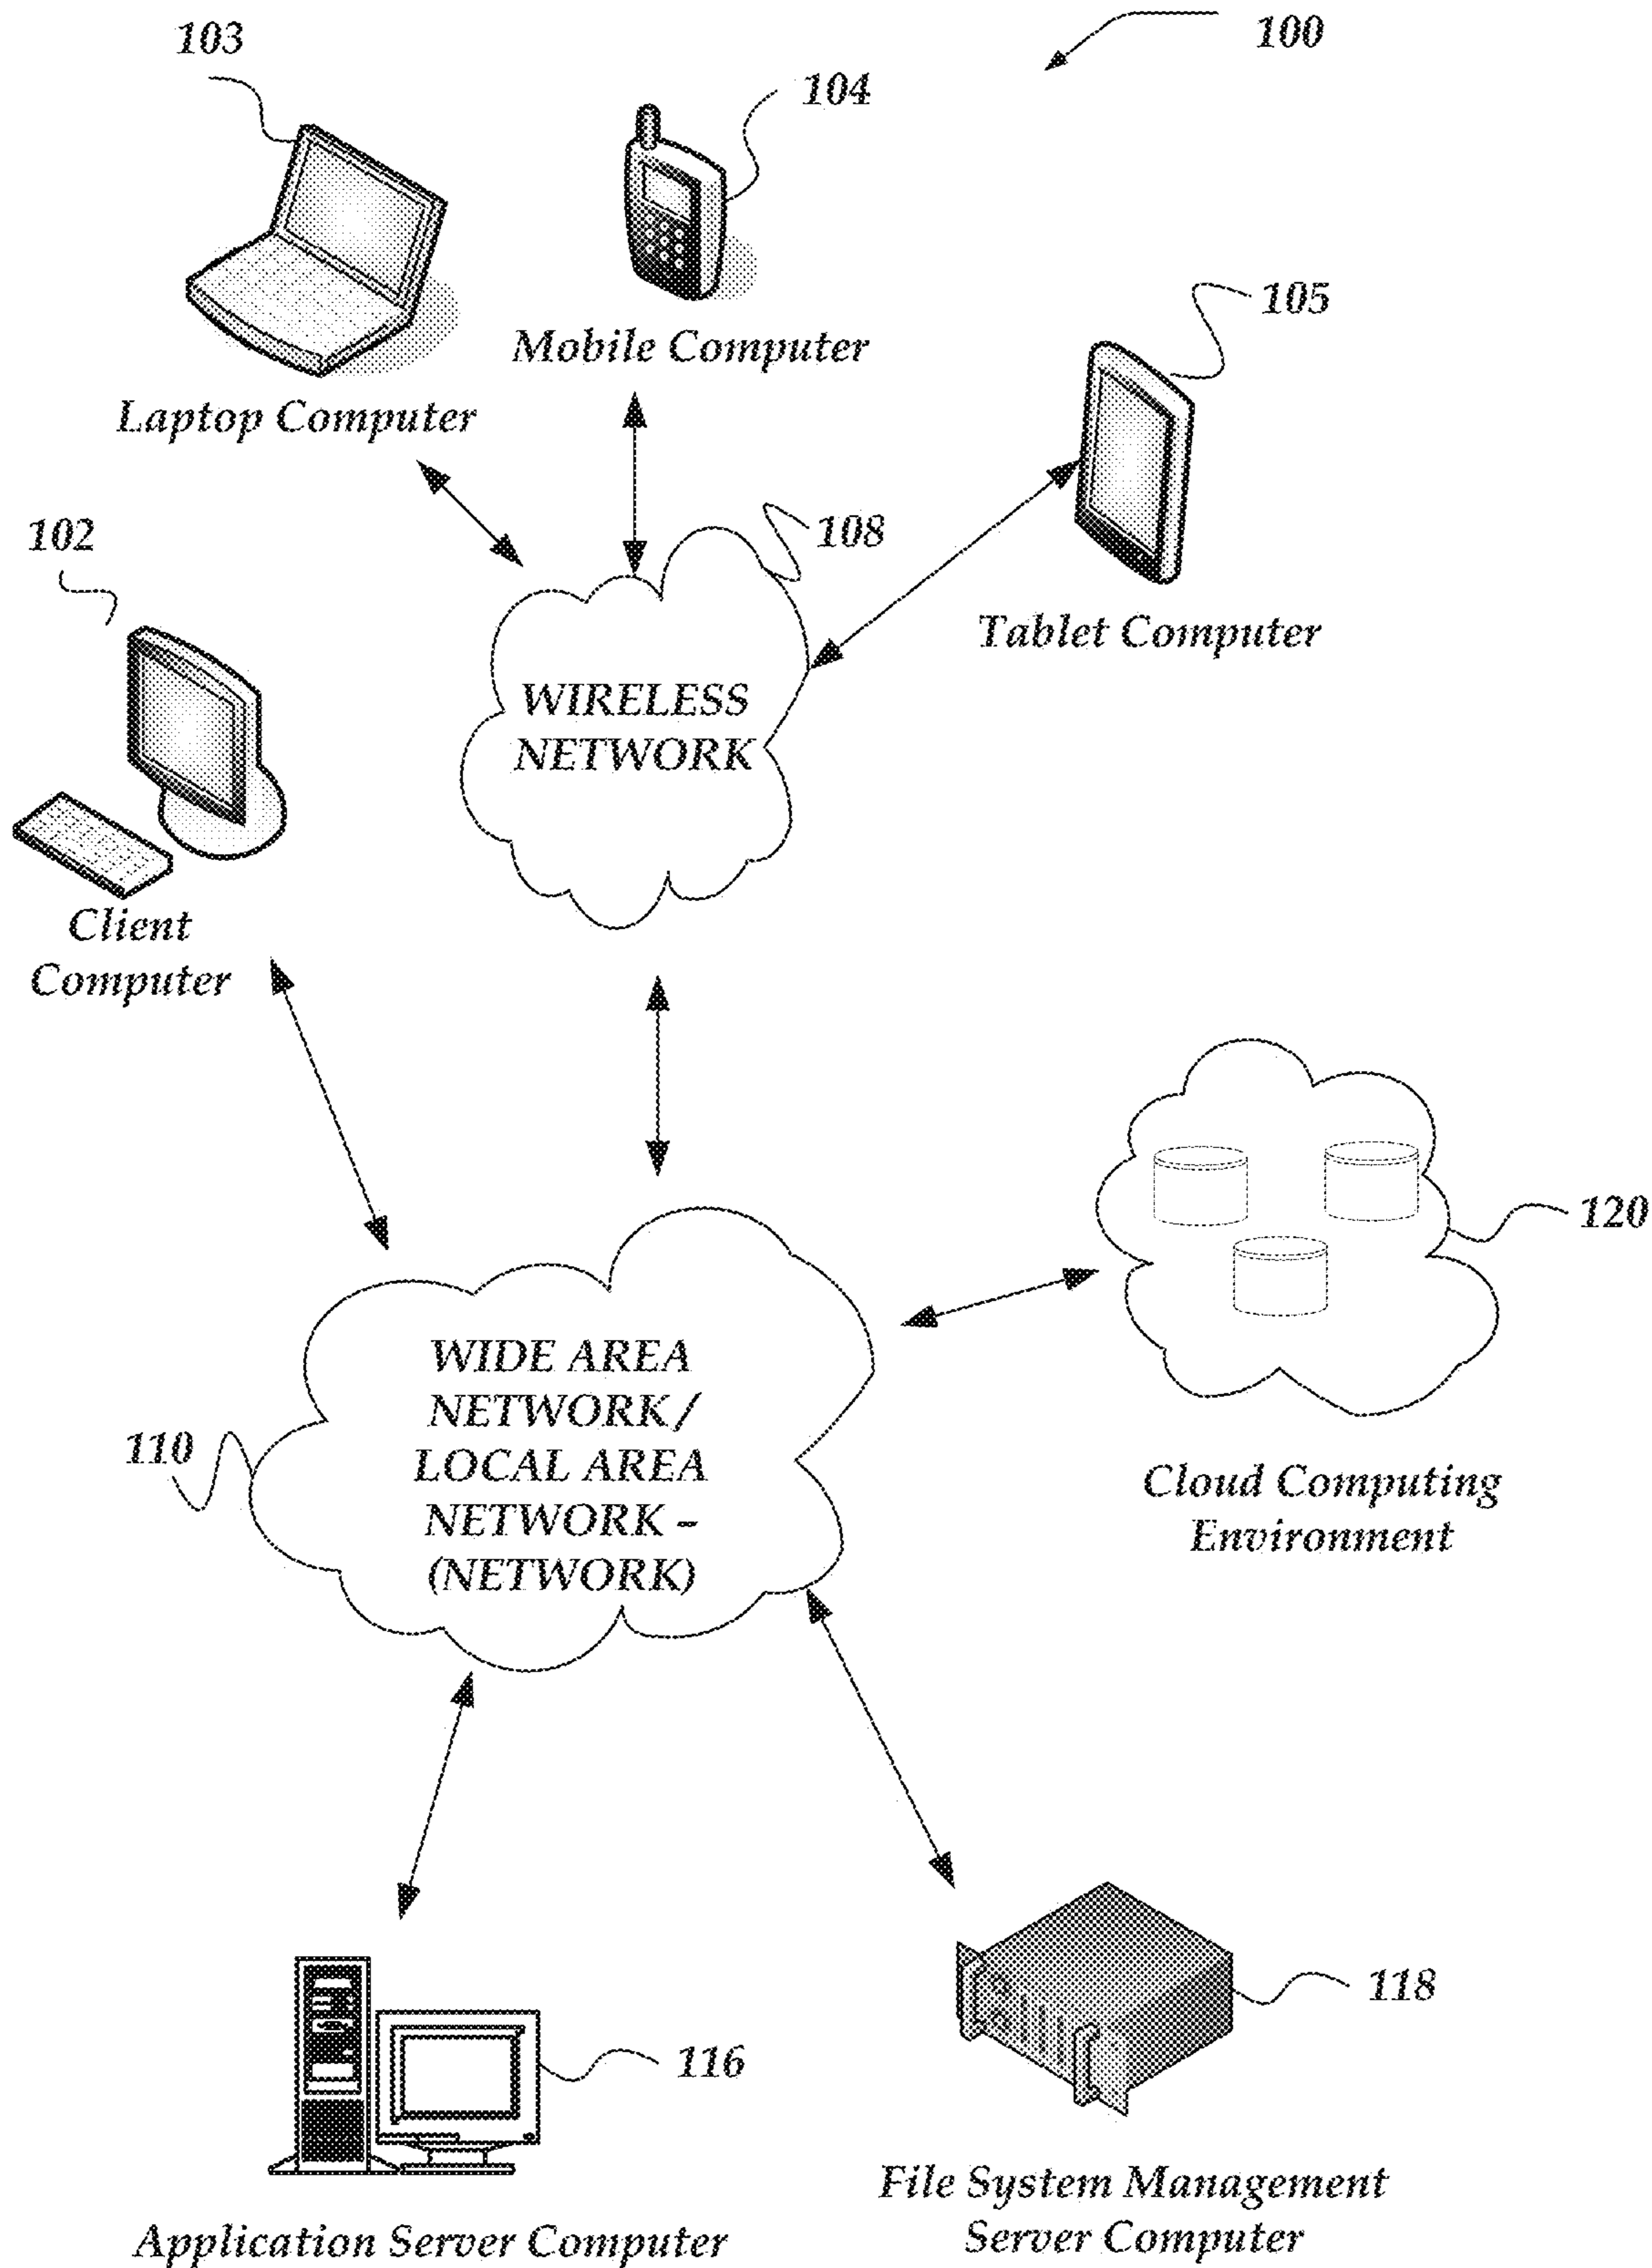 103
100
104
105
Mobile Computer
Laptop Computer
108
102
Tablet Computer
WIRELESS
NETWORK
Client
Computer
120
WIDE AREA
NETWORK/
LOCAL AREA
NETWORK –
(NETWORK)
110
Cloud Computing
Environment
118
116
File System Management
Server Computer
Application Server Computer